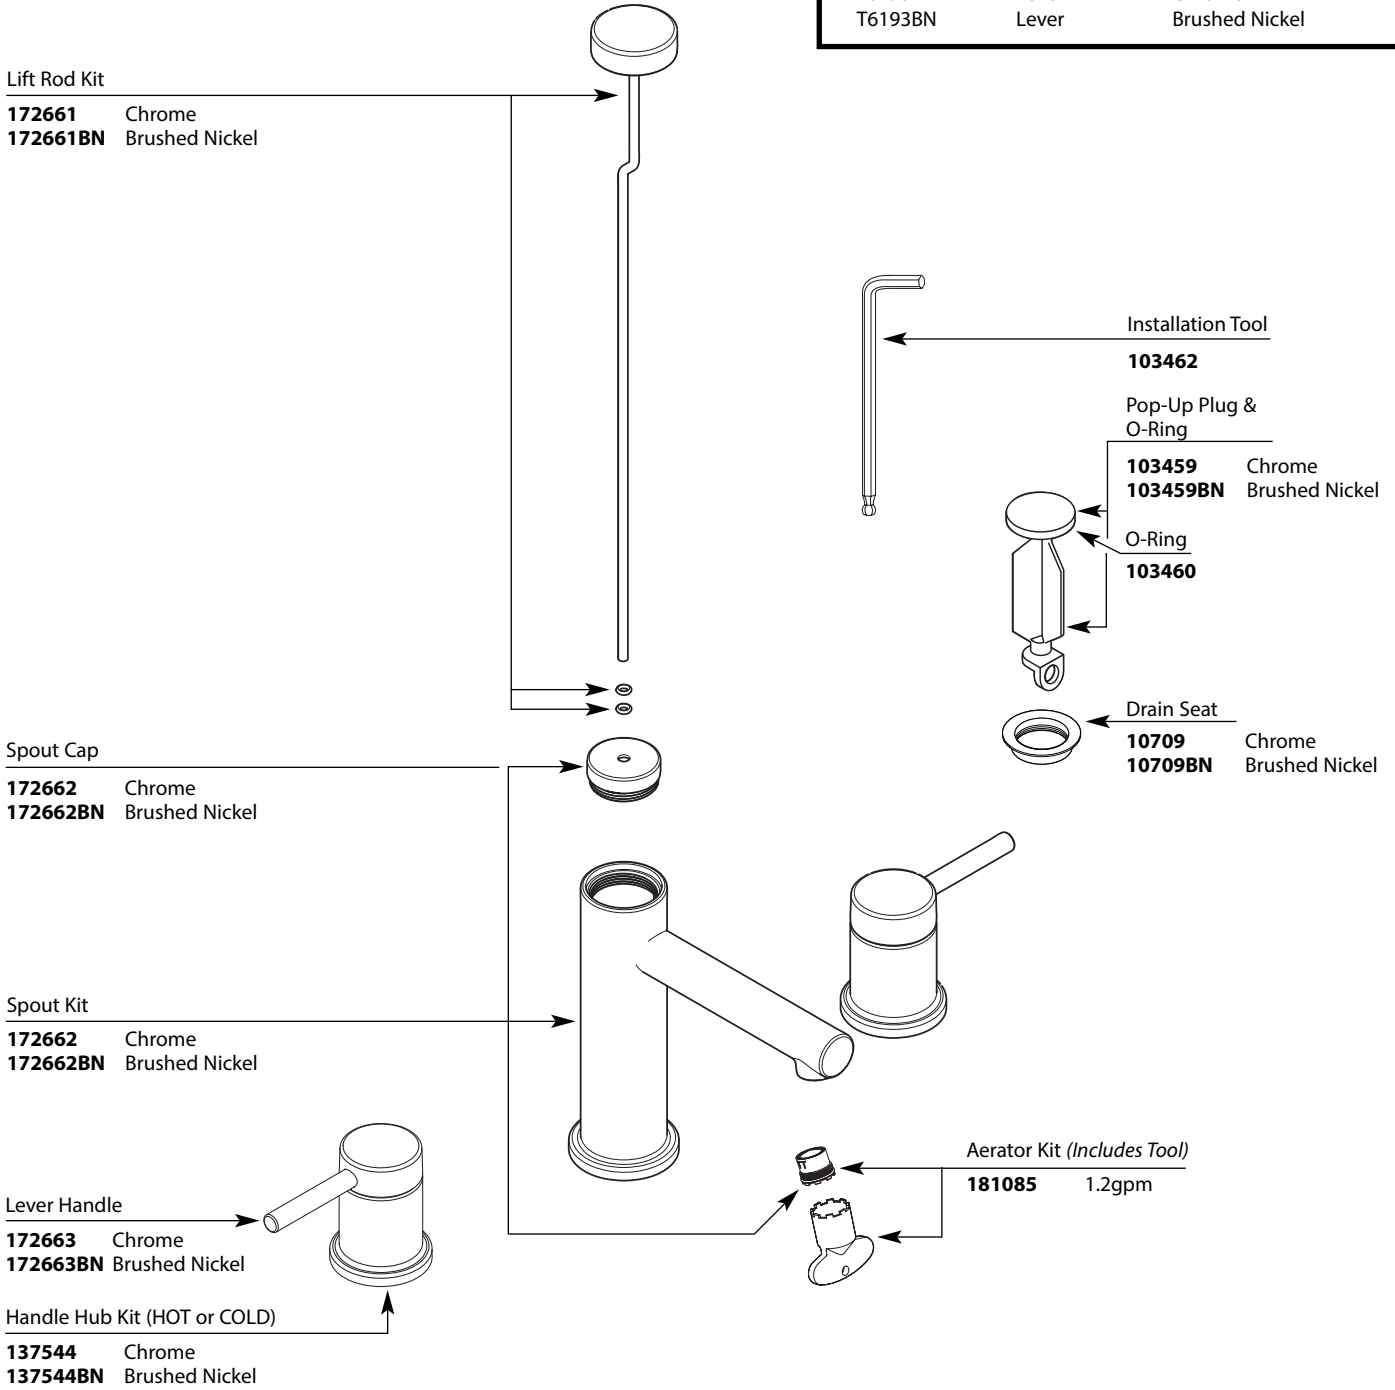 T6193BN Lever Brushed Nickel
Lift Rod Kit
172661 Chrome
172661BN Brushed Nickel
Installation Tool
103462
Pop-Up Plug &
O-Ring
103459 Chrome
103459BN Brushed Nickel
O-Ring
103460
Drain Seat
10709 Chrome
10709BN Brushed Nickel
Spout Cap
172662 Chrome
172662BN Brushed Nickel
Spout Kit
172662 Chrome
172662BN Brushed Nickel
Aerator Kit (Includes Tool)
181085 1.2gpm
Lever Handle
172663 Chrome
172663BN Brushed Nickel
Handle Hub Kit (HOT or COLD)
137544 Chrome
137544BN Brushed Nickel